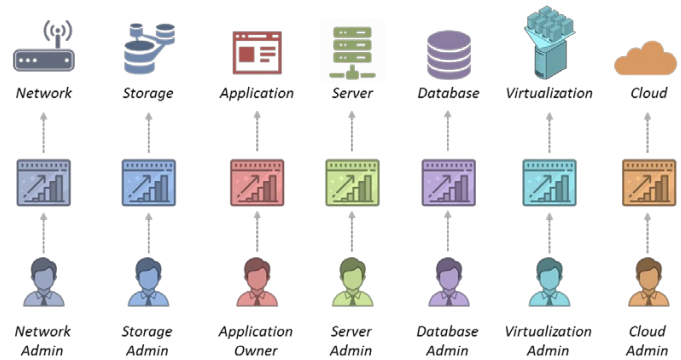 Network
Storage
Application
Server
Database
Virtualization
Cloud
Network
Admin
Storage
Admin
Application
Owner
Server
Admin
Database
Admin
Virtualization
Admin
Cloud
Admin